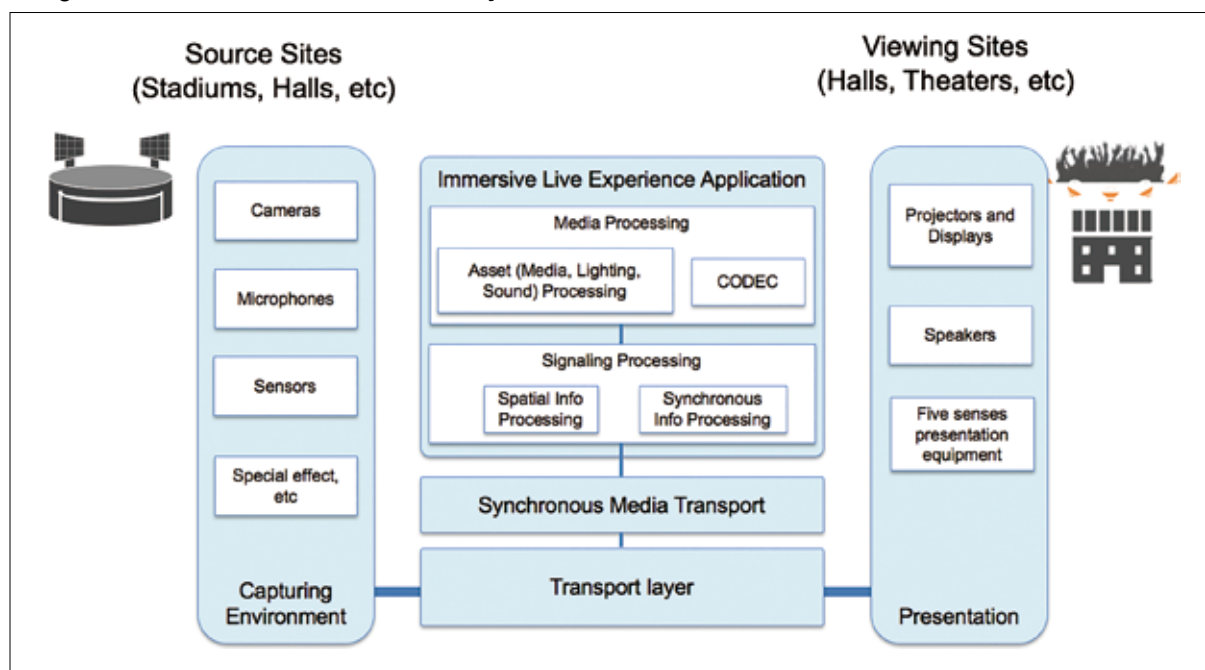 Source Sites
(Stadiums, Halls, etc)
Viewing Sites
(Halls, Theaters, etc)
Cameras
Microphones
Sensors
Special effect,
etc
Capturing
Environment
Immersive Live Experience Application
Media Processing
Asset (Media, Lighting,
Sound) Processing
CODEC
Signaling Processing
Spatial Info
Processing
Synchronous
Info Processing
Synchronous Media Transport
Transport layer
Projectors and
Displays
Speakers
Five senses
presentation
equipment
Presentation